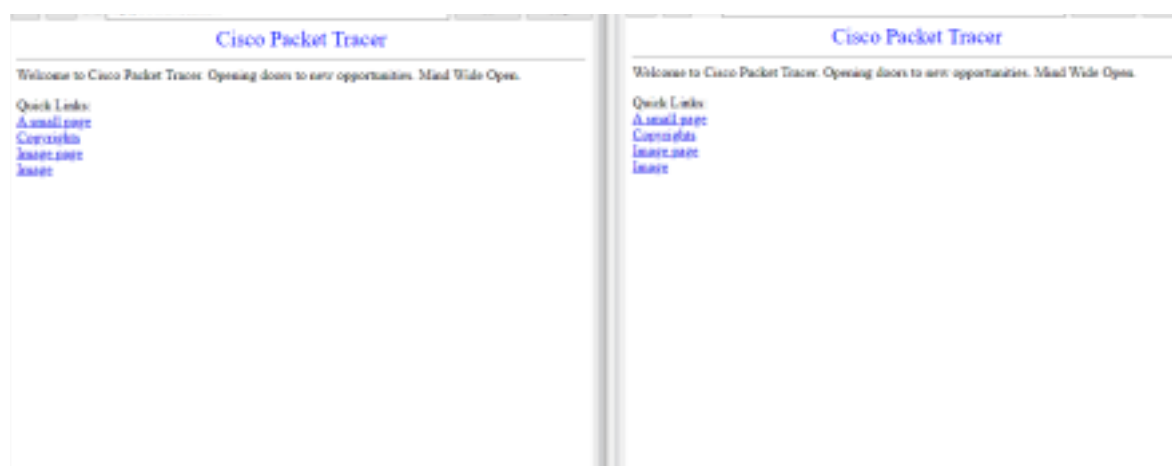 Cisco Packet Tracer
Welcome to Cisco Packet Tracer. Opening doors to new opportunities. Mind Wide Open.
Quick Links:
A small page
Copyrights
Image page
Image
Cisco Packet Tracer
Welcome to Cisco Packet Tracer. Opening doors to new opportunities. Mind Wide Open.
Quick Links:
A small page
Copyrights
Image page
Image